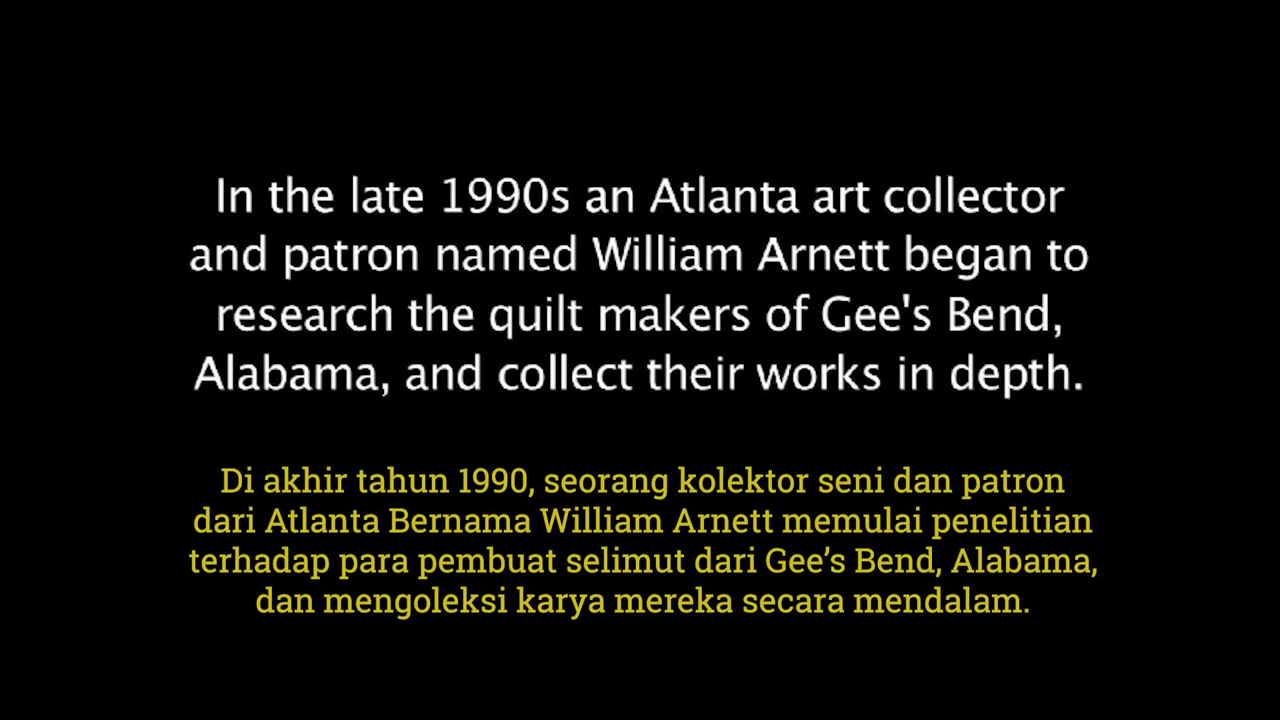 In the late 1990s an Atlanta art collector
and patron named William Arnett began to
research the quilt makers of Gee's Bend,
Alabama, and collect their works in depth.
Di akhir tahun 1990, seorang kolektor seni dan patron
dari Atlanta Bernama William Arnett memulai penelitian
terhadap para pembuat selimut dari Gee’s Bend, Alabama,
dan mengoleksi karya mereka secara mendalam.